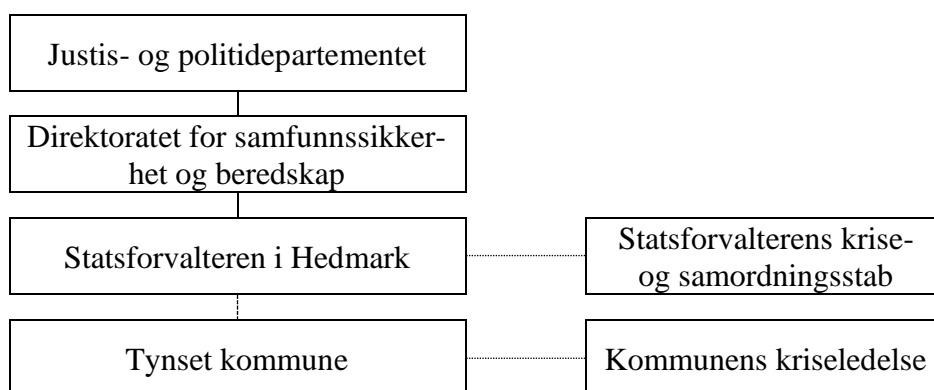 Justis- og politidepartementet
Direktoratet for samfunnssikker-
het og beredskap
Statsforvalteren i Hedmark
Statsforvalterens krise-
og samordningsstab
Tynset kommune
Kommunens kriseledelse